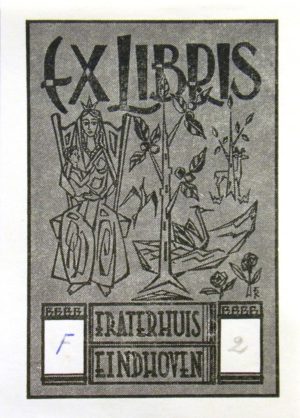 EX LIBRIS
FRATERHUIS
EINDHOVEN
F
2